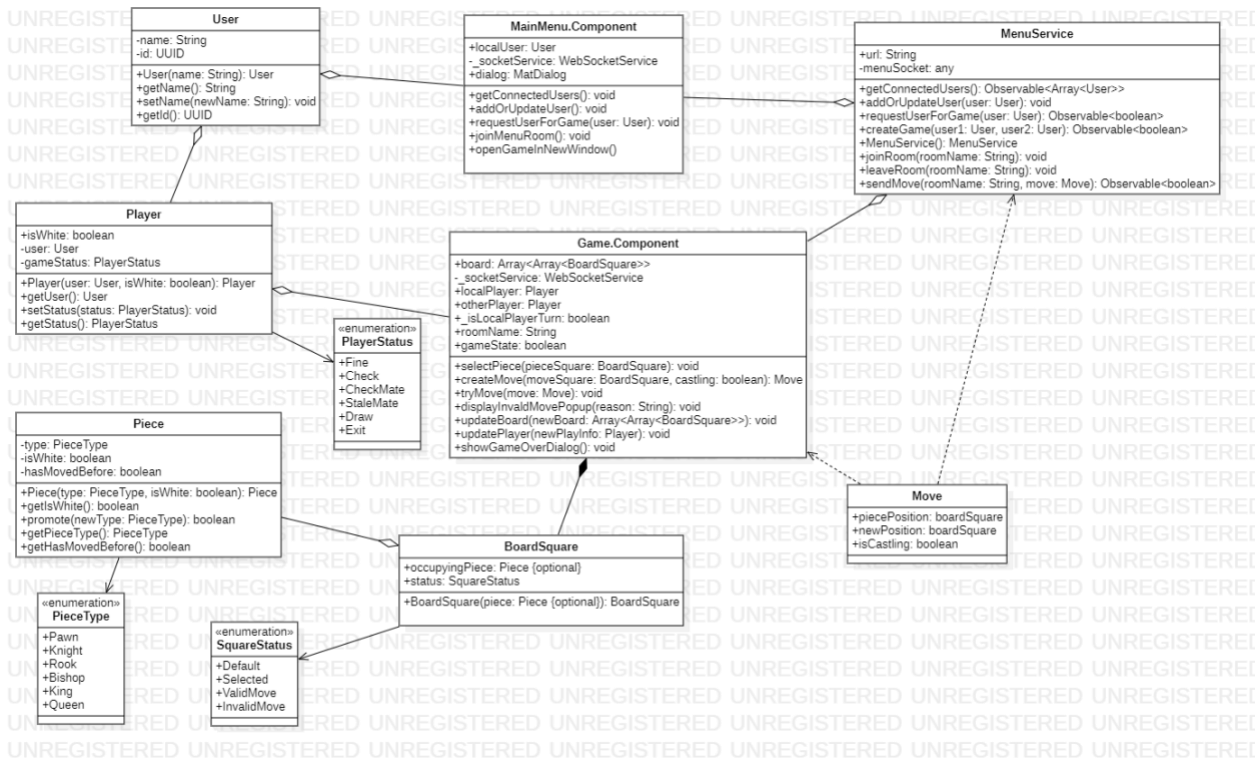 User
-name: String
-id: UUID
+User(name: String): User
+getName(): String
+setName(newName: String): void
+getId(): UUID
MainMenu.Component
+localUser: User
-_socketService: WebSocketService
+dialog: MatDialog
+getConnectedUsers(): void
+addOrUpdateUser(): void
+requestUserForGame(user: User): void
+joinMenuRoom(): void
+openGameInNewWindow()
MenuService
+url: String
-menuSocket: any
+getConnectedUsers(): Observable<Array<User>>
+addOrUpdateUser(user: User): void
+requestUserForGame(user: User): Observable<boolean>
+createGame(user1: User, user2: User): Observable<boolean>
+MenuService(): MenuService
+joinRoom(roomName: String): void
+leaveRoom(roomName: String): void
+sendMove(roomName: String, move: Move): Observable<boolean>
Player
+isWhite: boolean
-user: User
-gameStatus: PlayerStatus
+Player(user: User, isWhite: boolean): Player
+getUser(): User
+setStatus(status: PlayerStatus): void
+getStatus(): PlayerStatus
Game.Component
+board: Array<Array<BoardSquare>>
-_socketService: WebSocketService
+localPlayer: Player
+otherPlayer: Player
+_isLocalPlayerTurn: boolean
+roomName: String
+gameState: boolean
+selectPiece(pieceSquare: BoardSquare): void
+createMove(moveSquare: BoardSquare, castling: boolean): Move
+tryMove(move: Move): void
+displayInvaldMovePopup(reason: String): void
+updateBoard(newBoard: Array<Array<BoardSquare>>): void
+updatePlayer(newPlayInfo: Player): void
+showGameOverDialog(): void
«enumeration»
PlayerStatus
+Fine
+Check
+CheckMate
+StaleMate
+Draw
+Exit
Piece
-type: PieceType
-isWhite: boolean
-hasMovedBefore: boolean
+Piece(type: PieceType, isWhite: boolean): Piece
+getIsWhite(): boolean
+promote(newType: PieceType): boolean
+getPieceType(): PieceType
+getHasMovedBefore(): boolean
Move
+piecePosition: boardSquare
+newPosition: boardSquare
+isCastling: boolean
BoardSquare
+occupyingPiece: Piece {optional}
+status: SquareStatus
+BoardSquare(piece: Piece {optional}): BoardSquare
«enumeration»
PieceType
+Pawn
+Knight
+Rook
+Bishop
+King
+Queen
«enumeration»
SquareStatus
+Default
+Selected
+ValidMove
+InvalidMove